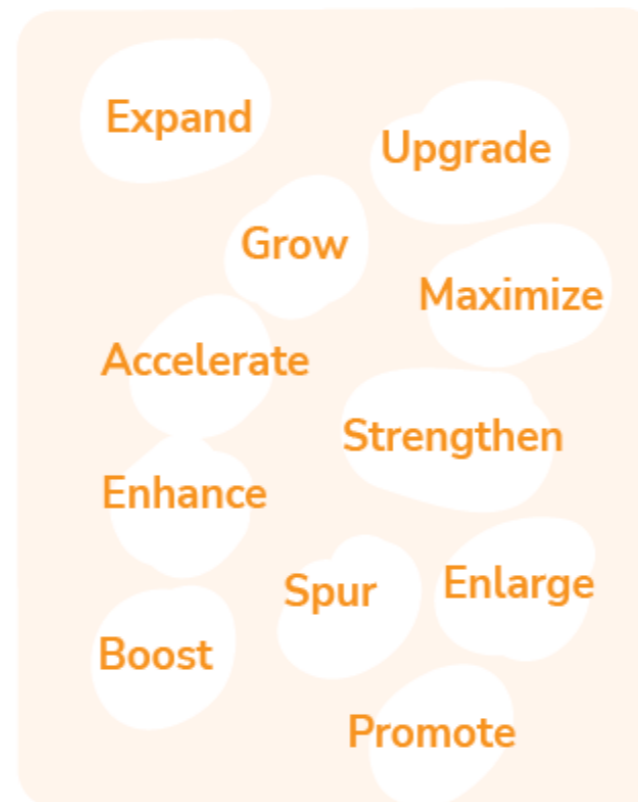 Expand
Upgrade
Grow
Maximize
Accelerate
Strengthen
Enhance
Spur
Enlarge
Boost
Promote